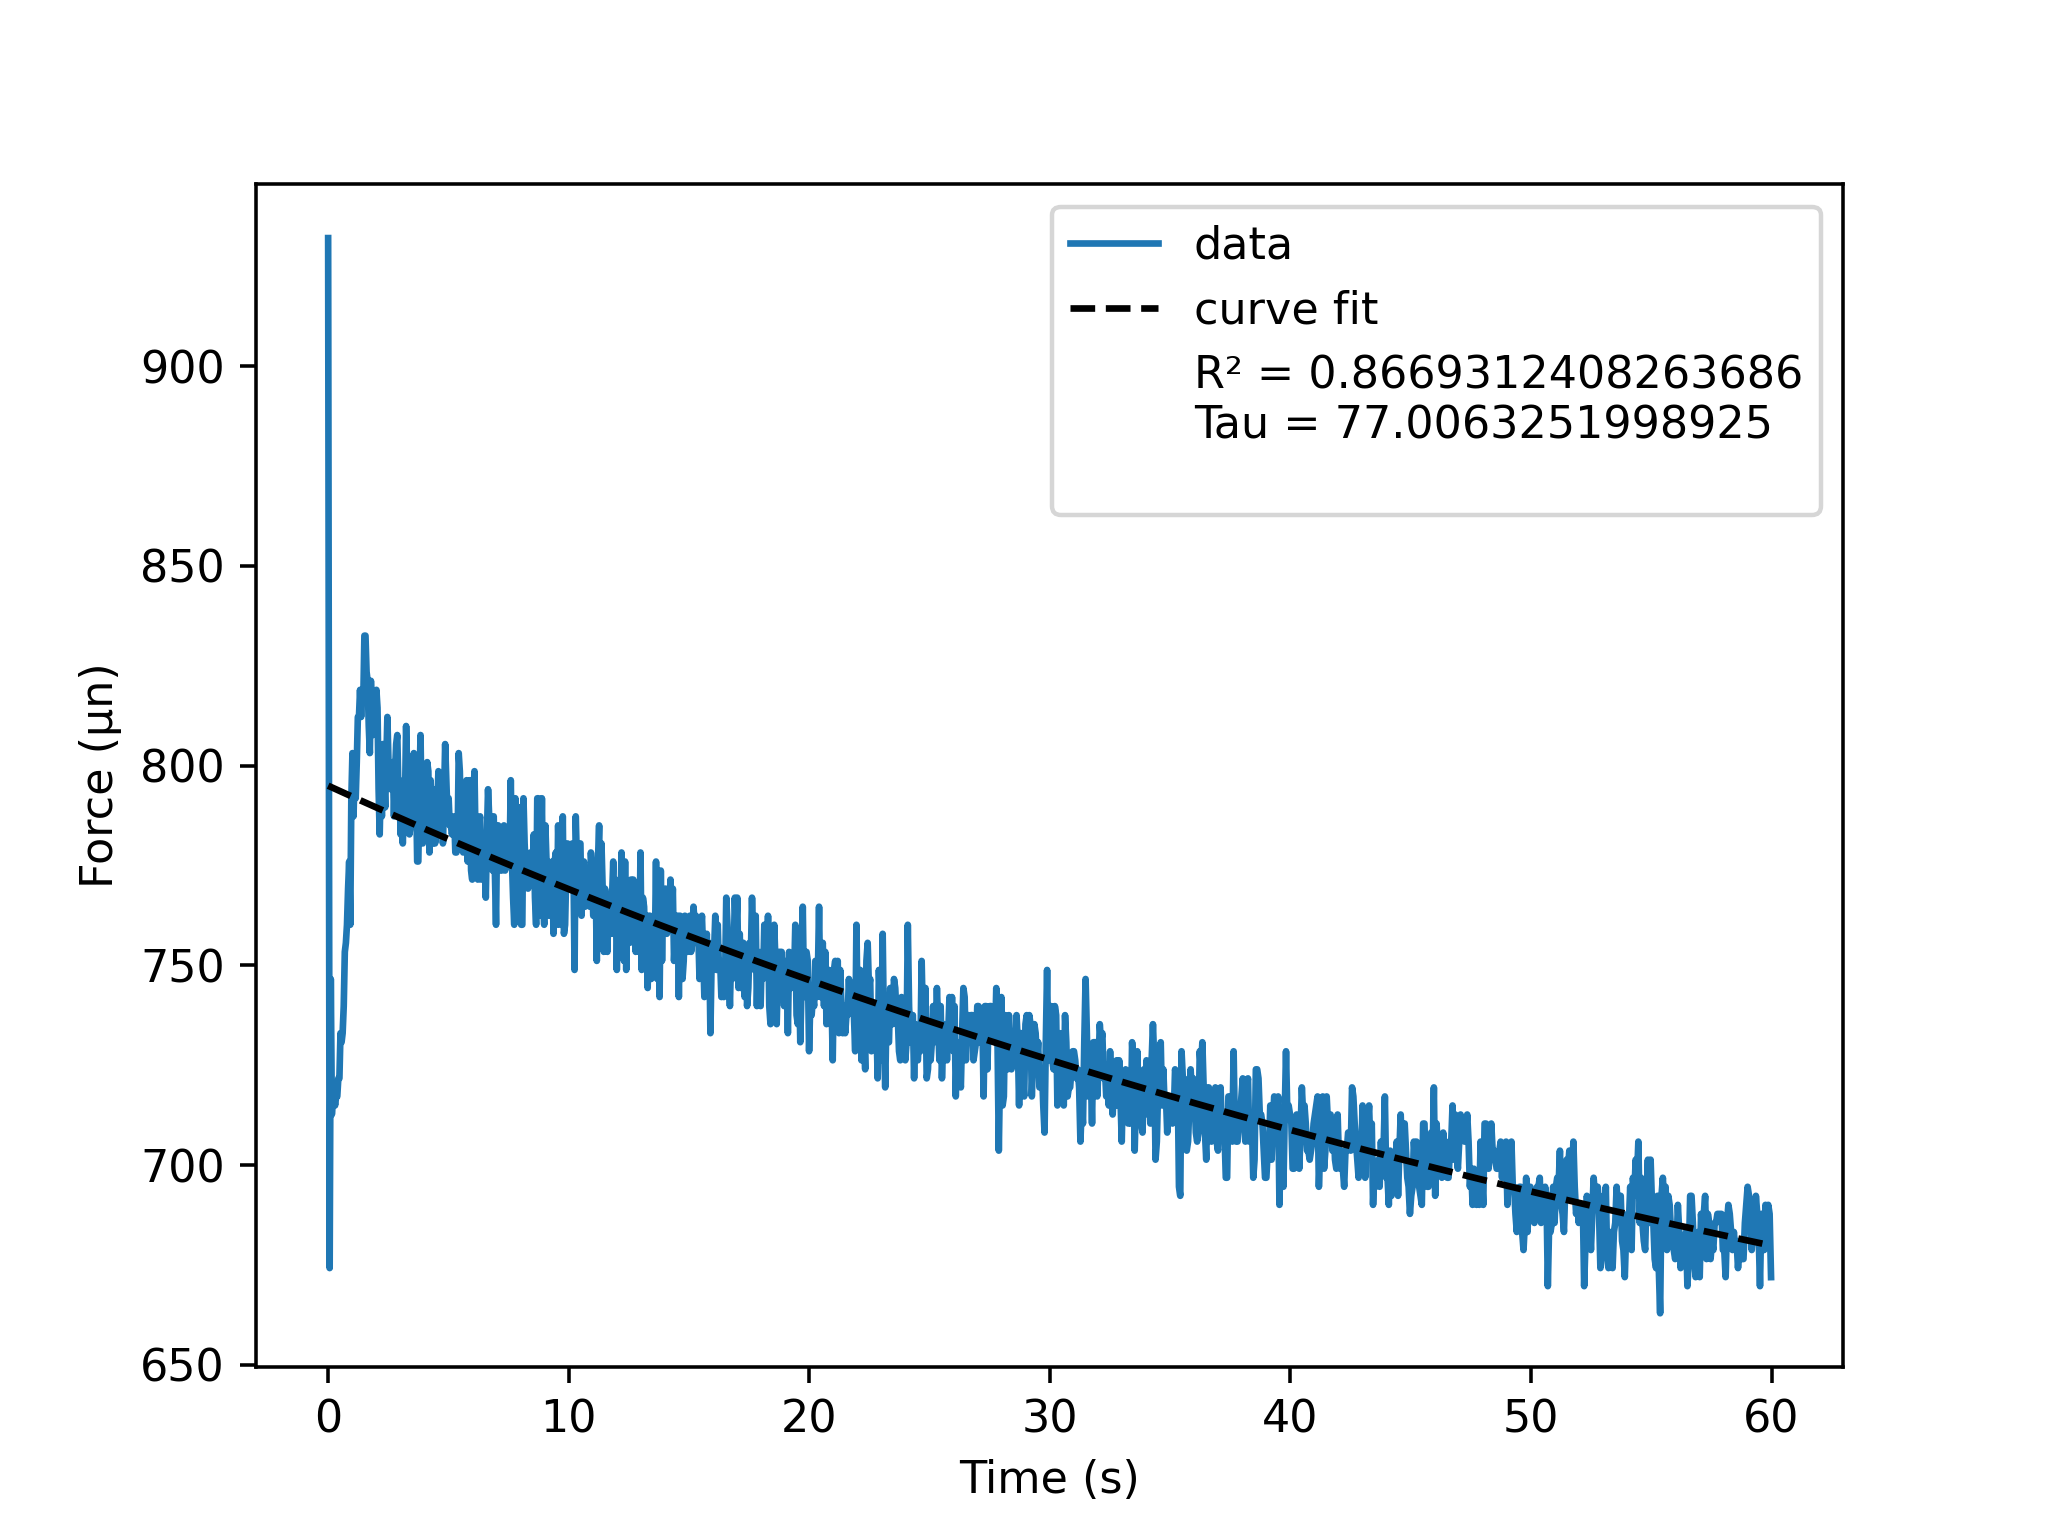 data
curve fit
R² = 0.8669312408263686
Tau = 77.0063251998925
900
850
800
750
700
650
Force (µn)
0 10 20 30 40 50 60
Time (s)